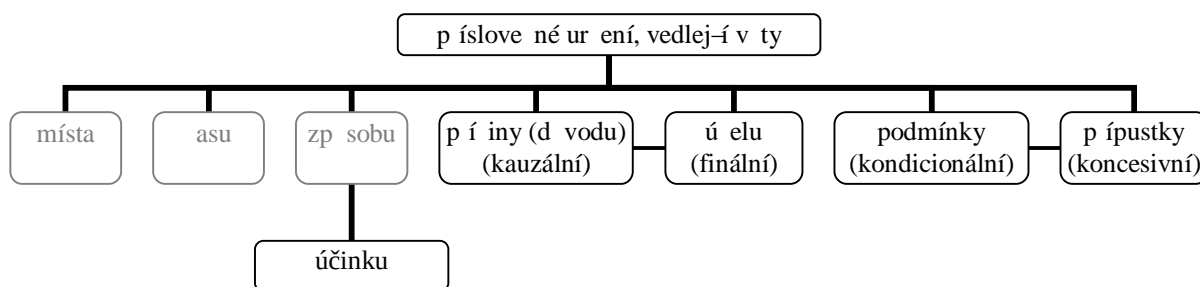 p íslove né ur ení, vedlej–í v ty
místa
asu
zp sobu
p í iny (d vodu)
(kauzální)
ú elu
(finální)
podmínky
(kondicionální)
p ípustky
(koncesivní)
účinku